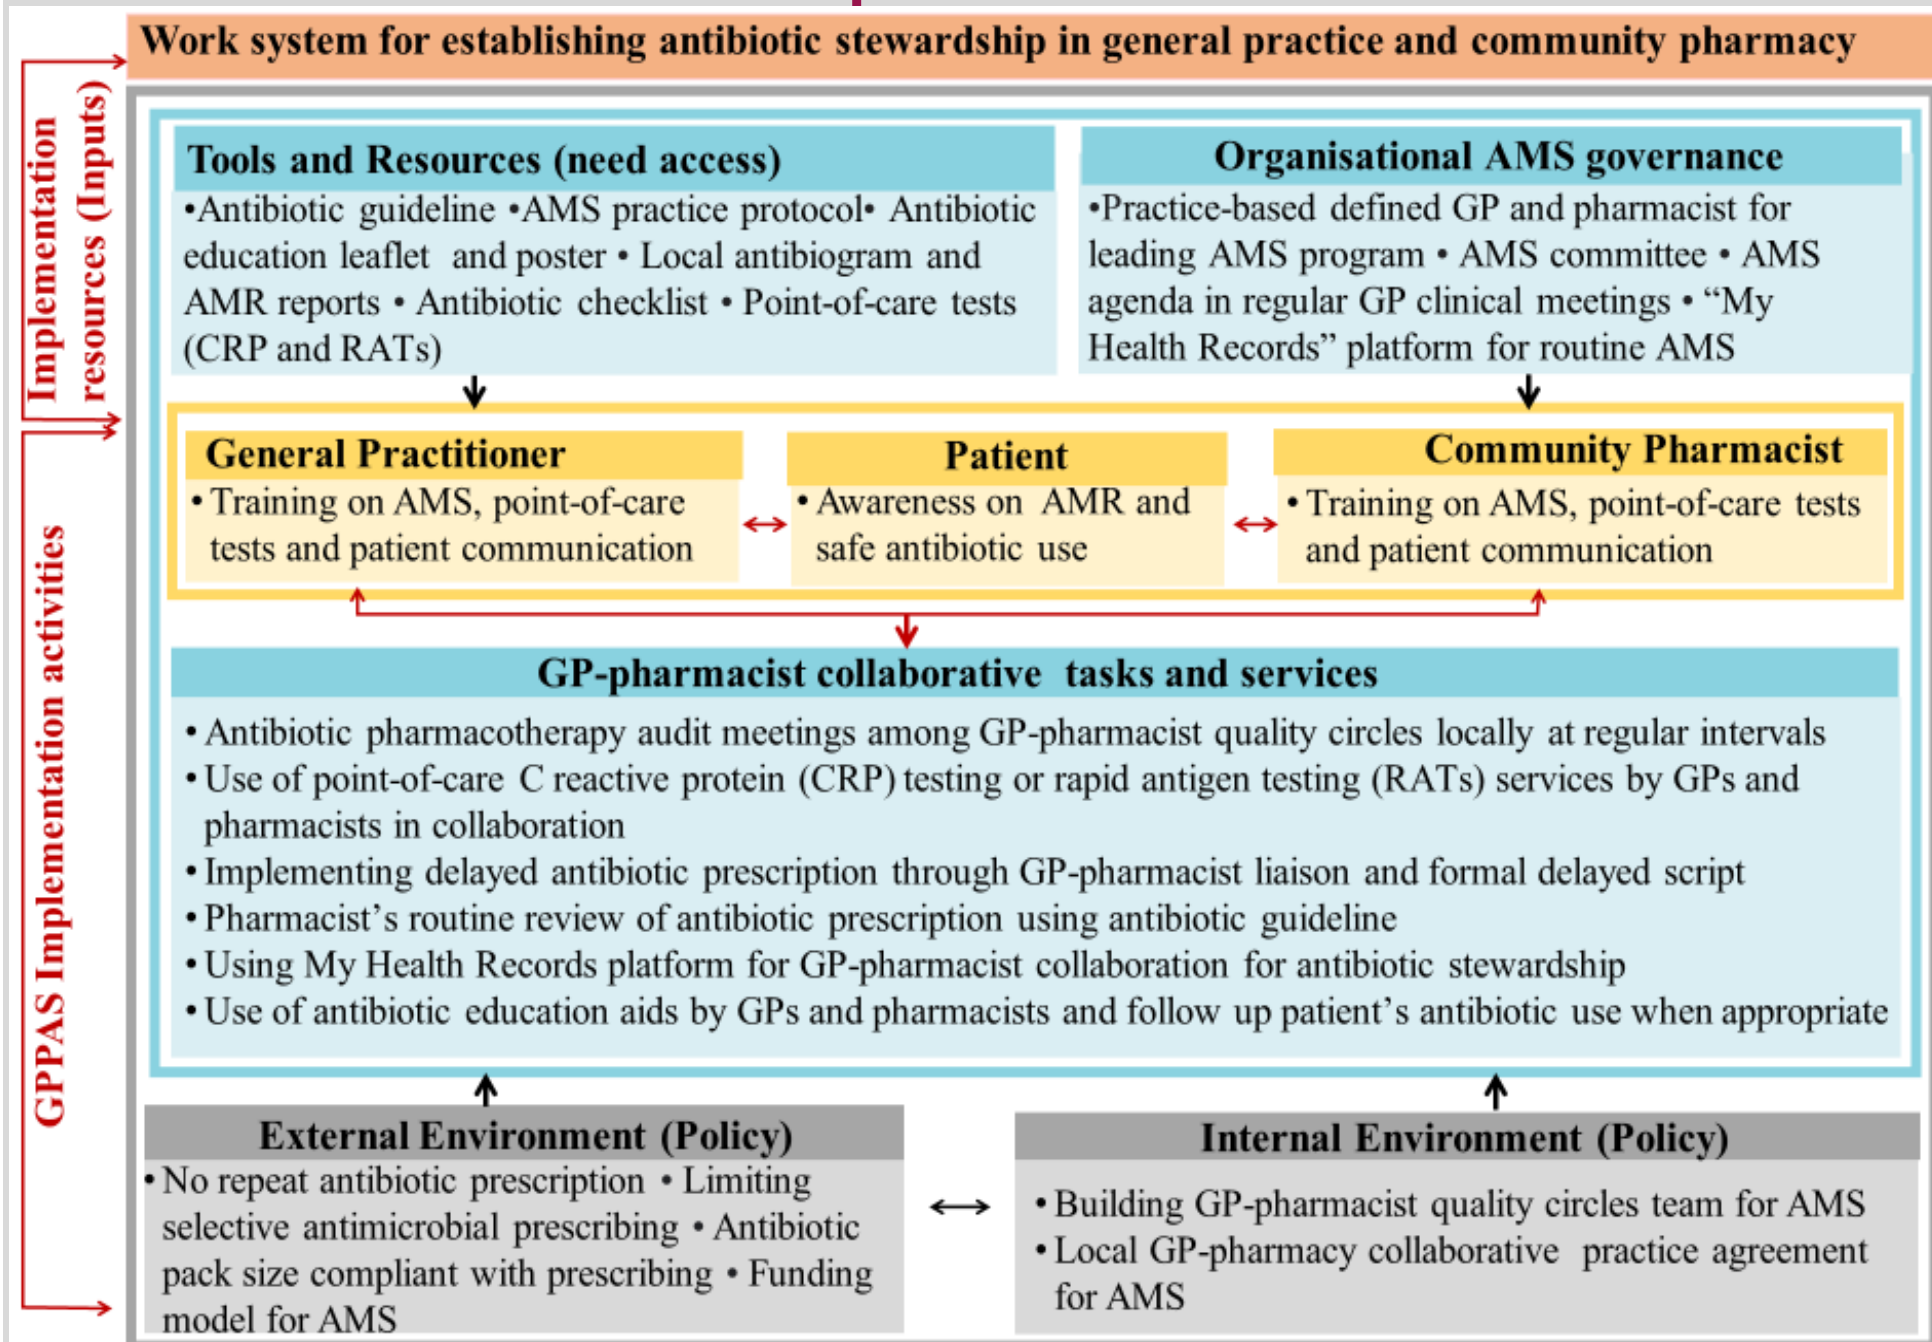 Work system for establishing antibiotic stewardship in general practice and community pharmacy
Implementation
resources (Inputs)
Tools and Resources (need access)
•Antibiotic guideline •AMS practice protocol• Antibiotic
education leaflet and poster • Local antibiogram and
AMR reports • Antibiotic checklist • Point-of-care tests
(CRP and RATs)
Organisational AMS governance
•Practice-based defined GP and pharmacist for
leading AMS program • AMS committee • AMS
agenda in regular GP clinical meetings • “My
Health Records” platform for routine AMS
GPPAS Implementation activities
General Practitioner
• Training on AMS, point-of-care
tests and patient communication
Patient
• Awareness on AMR and
safe antibiotic use
Community Pharmacist
• Training on AMS, point-of-care tests
and patient communication
GP-pharmacist collaborative tasks and services
• Antibiotic pharmacotherapy audit meetings among GP-pharmacist quality circles locally at regular intervals
• Use of point-of-care C reactive protein (CRP) testing or rapid antigen testing (RATs) services by GPs and
pharmacists in collaboration
• Implementing delayed antibiotic prescription through GP-pharmacist liaison and formal delayed script
• Pharmacist’s routine review of antibiotic prescription using antibiotic guideline
• Using My Health Records platform for GP-pharmacist collaboration for antibiotic stewardship
• Use of antibiotic education aids by GPs and pharmacists and follow up patient’s antibiotic use when appropriate
External Environment (Policy)
• No repeat antibiotic prescription • Limiting
selective antimicrobial prescribing • Antibiotic
pack size compliant with prescribing • Funding
model for AMS
Internal Environment (Policy)
• Building GP-pharmacist quality circles team for AMS
• Local GP-pharmacy collaborative practice agreement
for AMS